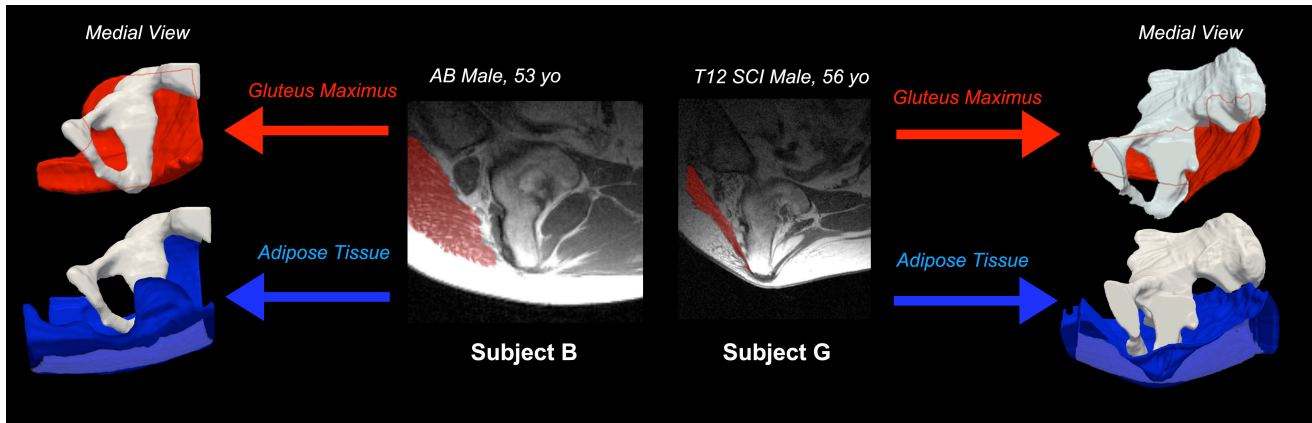 Medial View
Medial View
AB Male, 53 yo
T12 SCI Male, 56 yo
Gluteus Maximus
Gluteus Maximus
Adipose Tissue
Adipose Tissue
Subject B
Subject G